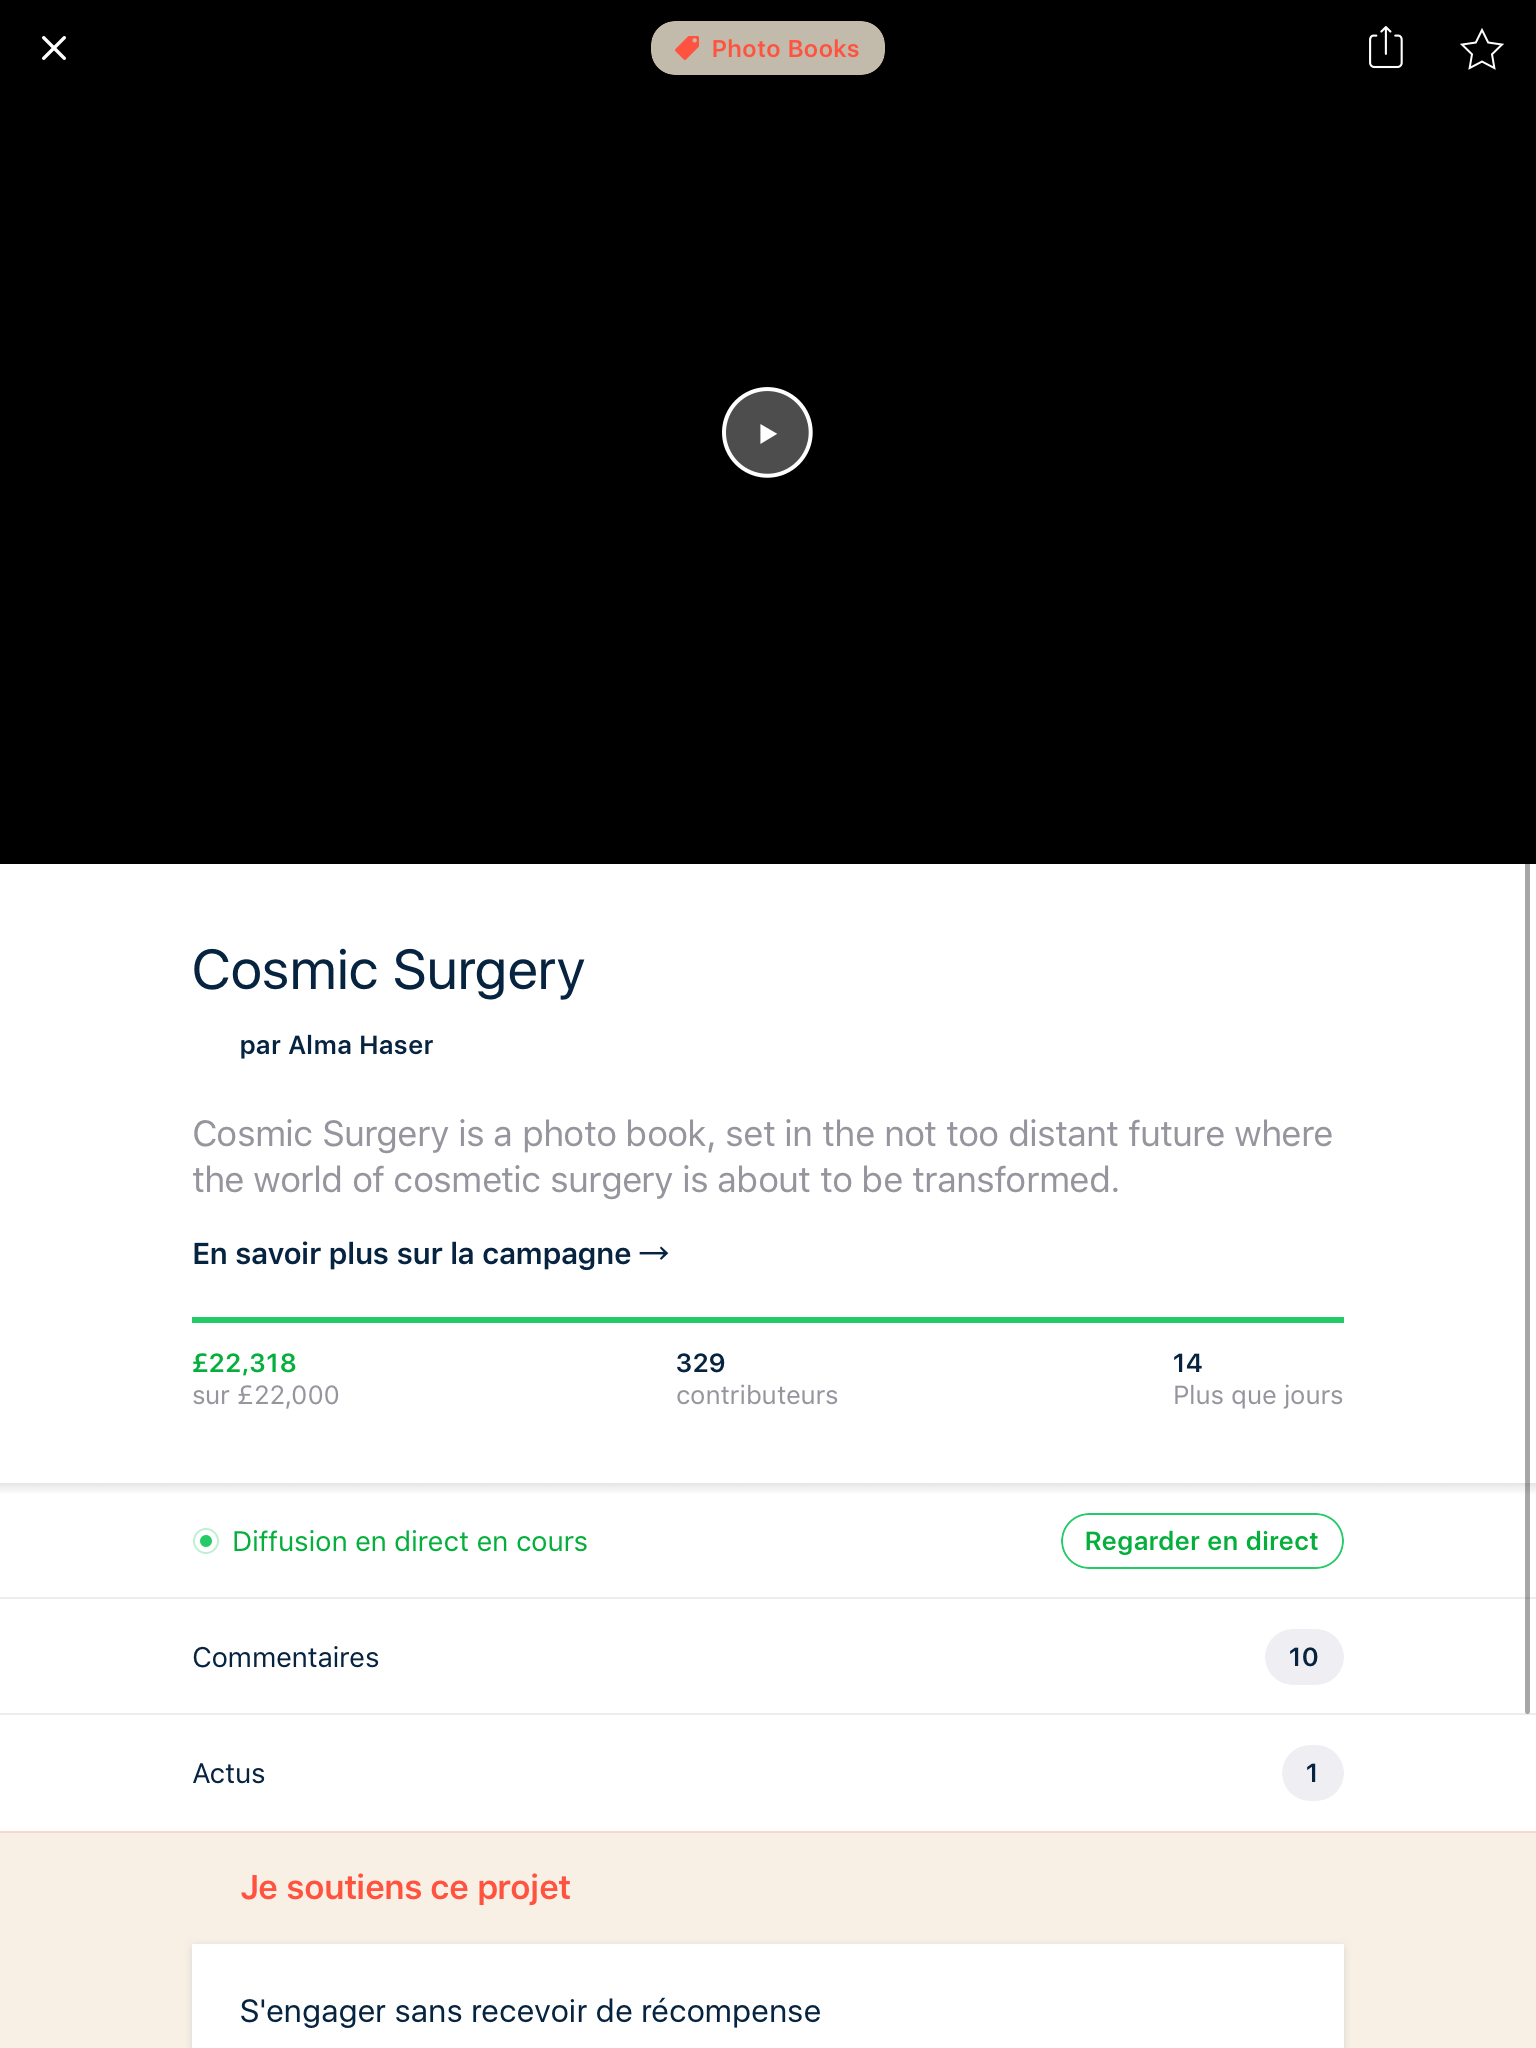 Photo Books
Cosmic Surgery
par Alma Haser
Cosmic Surgery is a photo book, set in the not too distant future where
the world of cosmetic surgery is about to be transformed.
En savoir plus sur la campagne →
£22,318
sur £22,000
329
contributeurs
14
Plus que jours
Diffusion en direct en cours
Regarder en direct
Commentaires
10
Actus
1
Je soutiens ce projet
S'engager sans recevoir de récompense